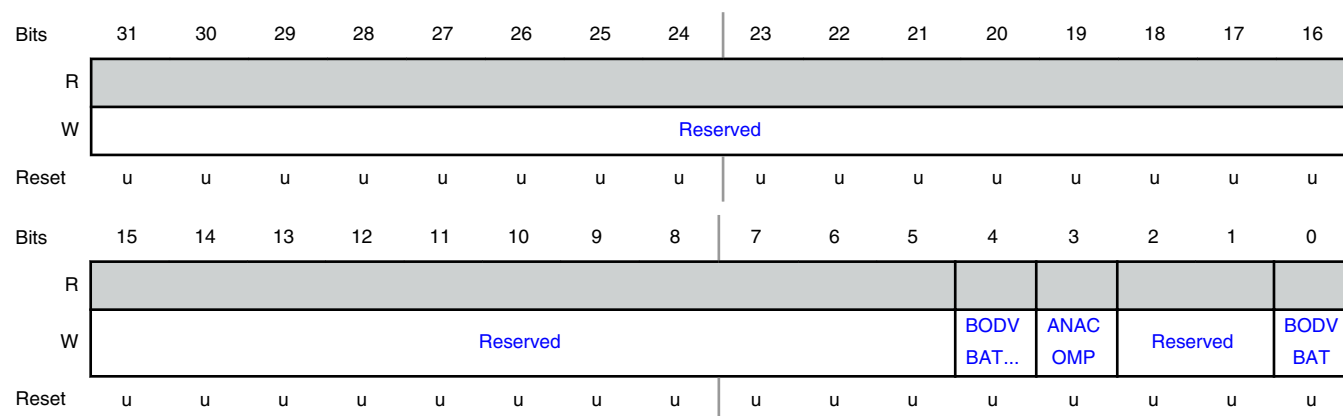 Bits 31 30 29 28 27 26 25 24 23 22 21 20 19 18 17 16
R
W Reserved
Reset u u u u u u u u u u u u u u u u
Bits 15 14 13 12 11 10 9 8 7 6 5 4 3 2 1 0
R
W Reserved BODV BAT... ANAC OMP Reserved BODV BAT
Reset u u u u u u u u u u u u u u u u